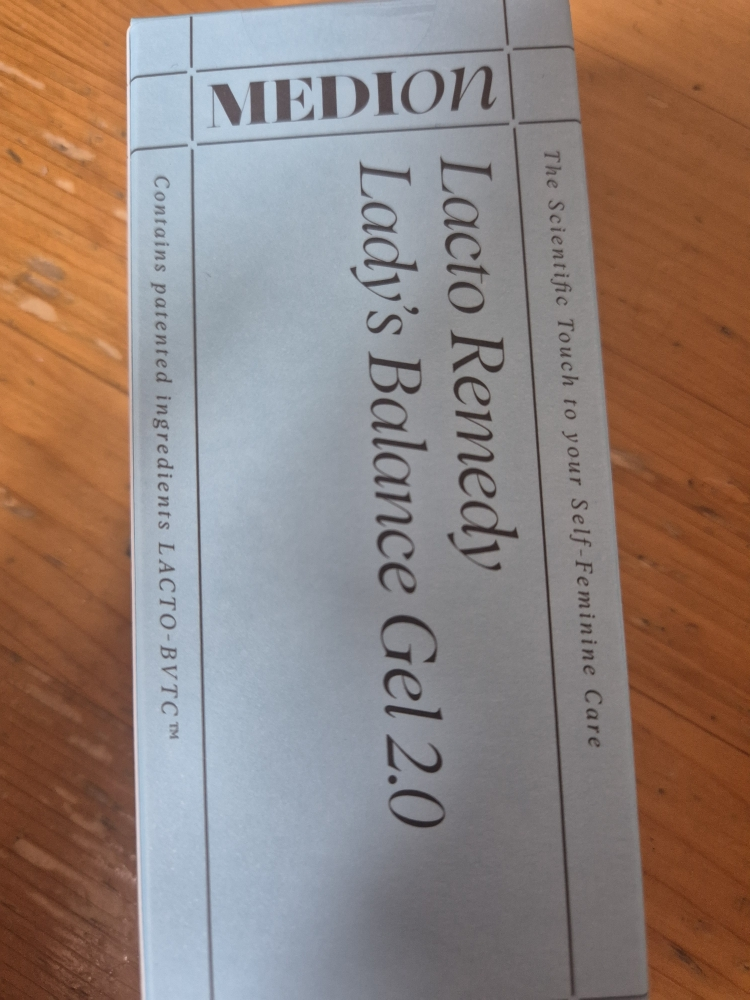 MEDIOn
The Scientific Touch to your Self-Feminine Care
Lacto Remedy
Lady's Balance Gel 2.0
Contains patented ingredients LACTO-BVTC™